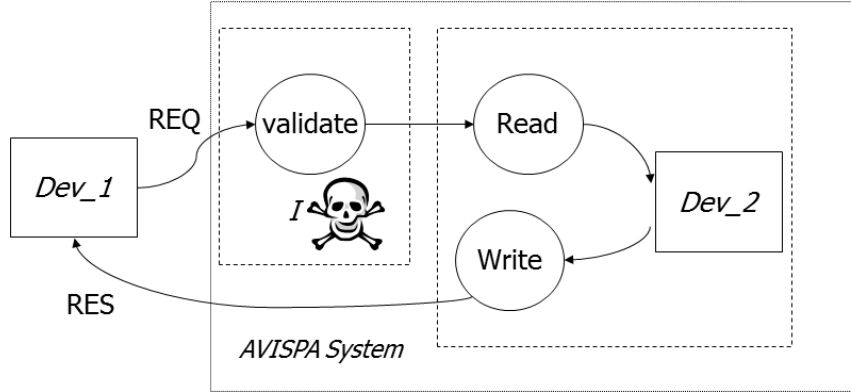 REQ
validate
Read
Dev_1
I
Dev_2
Write
RES
AVISPA System